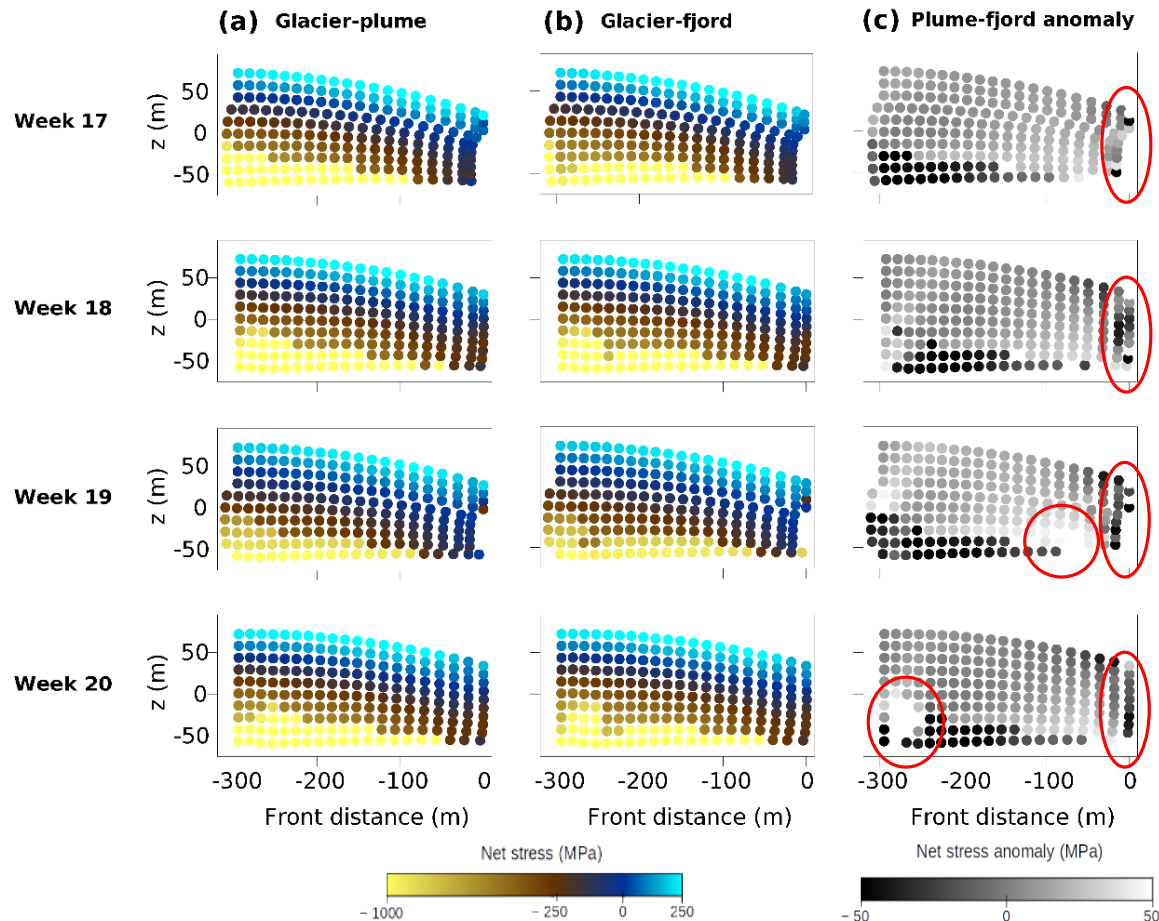 (a) Glacier-plume (b) Glacier-fjord (c) Plume-fjord anomaly
Week 17
z (m)
50
0
-50
Week 18
z (m)
50
0
-50
Week 19
z (m)
50
0
-50
Week 20
z (m)
50
0
-50
-300 -200 -100 0 -300 -200 -100 0 -300 -200 -100 0
Front distance (m) Front distance (m) Front distance (m)
Net stress (MPa)
−1000 −250 0 250
Net stress anomaly (MPa)
−50 0 50